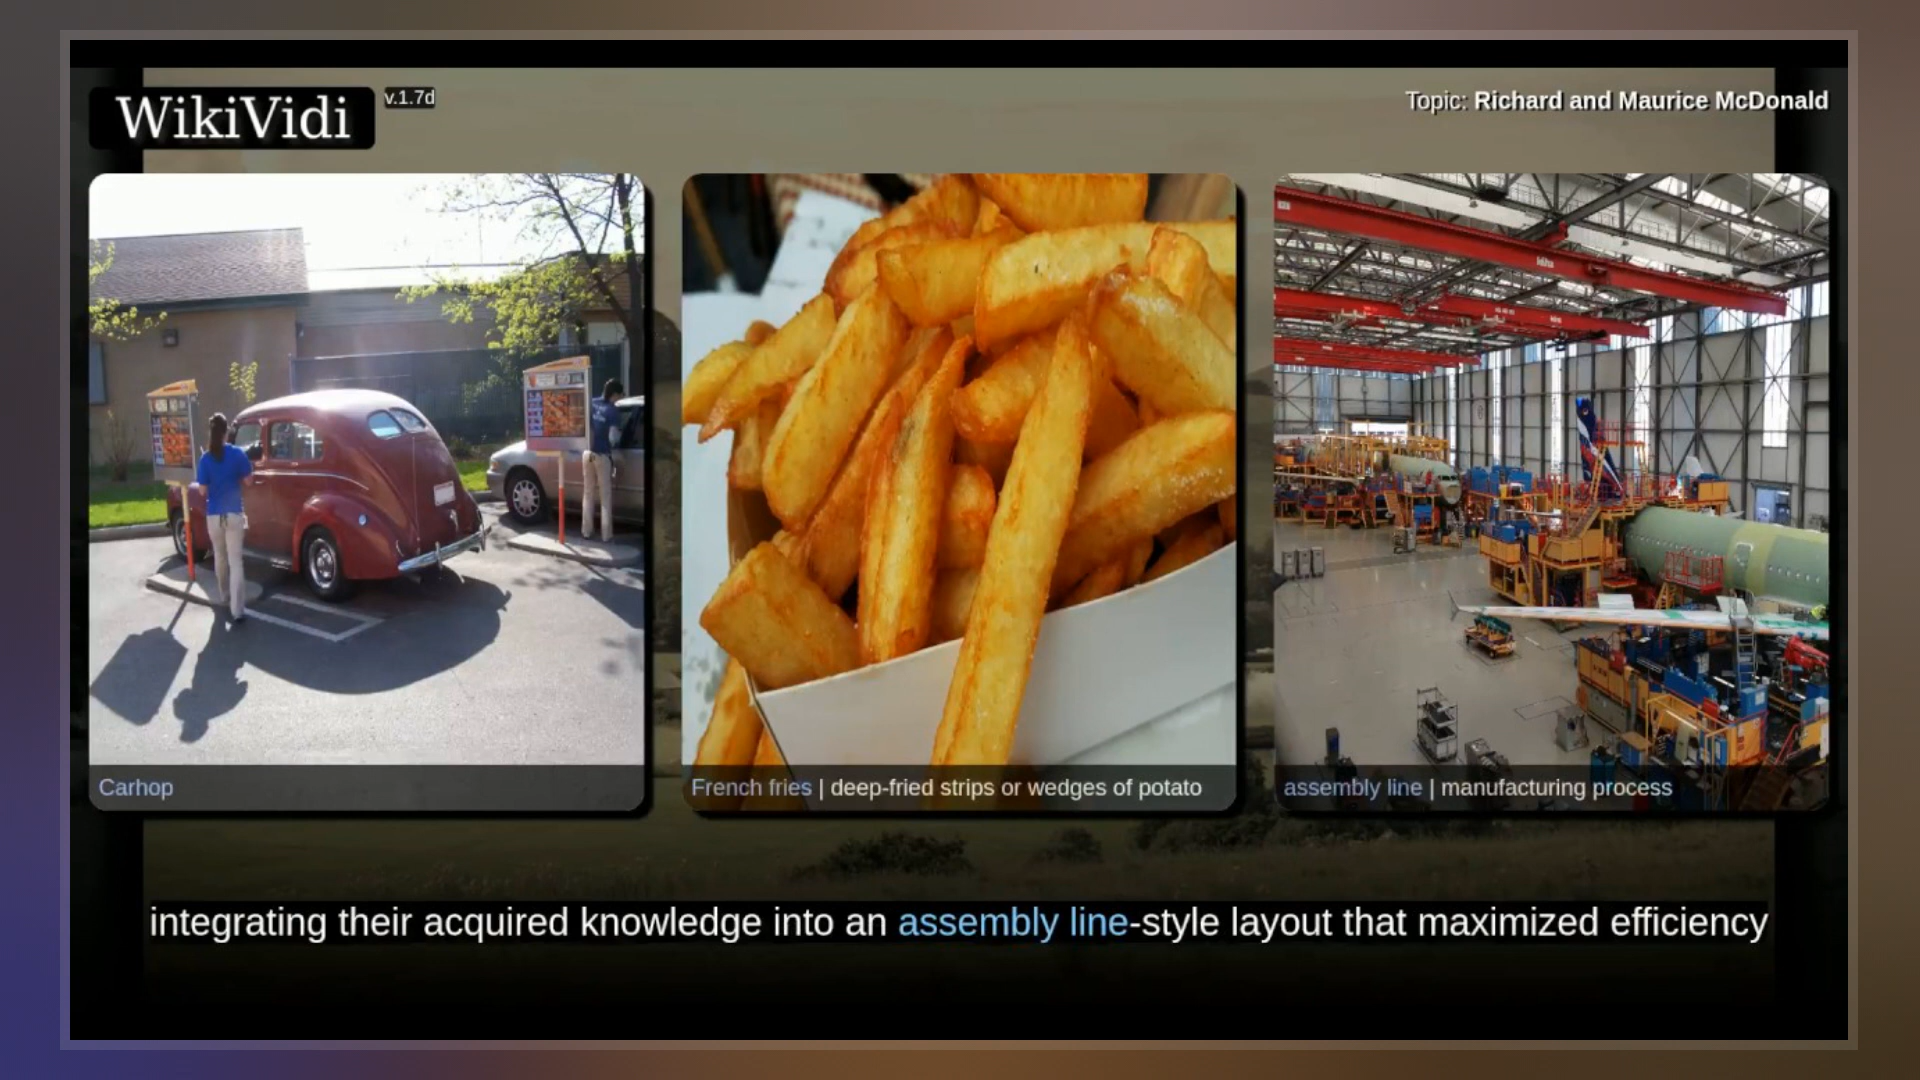 WikiVidi
v.1.7d
Topic: Richard and Maurice McDonald
Carhop
French fries | deep-fried strips or wedges of potato
assembly line | manufacturing process
integrating their acquired knowledge into an assembly line-style layout that maximized efficiency